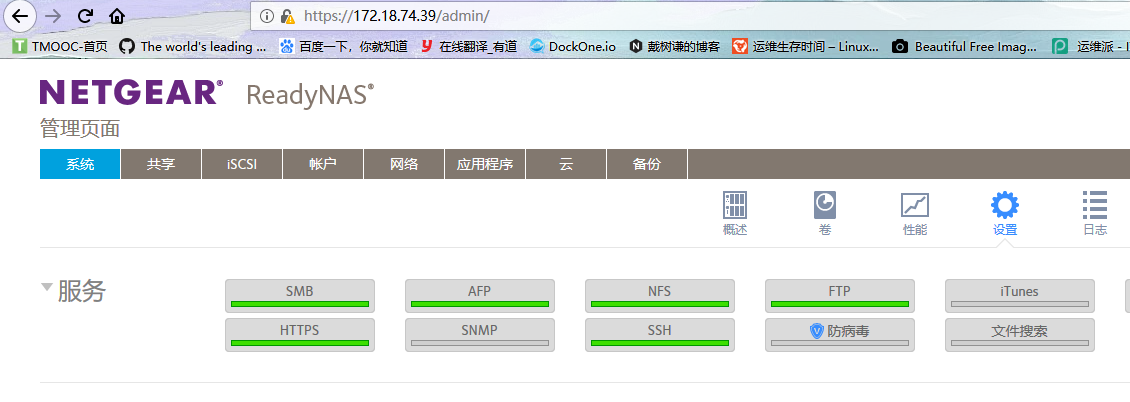 https://172.18.74.39/admin/
TMOOC-首页 The world's leading ... 百度一下，你就知道 在线翻译_有道 DockOne.io 戴树谦的博客 运维生存时间 – Linux... Beautiful Free Imag... 运维派 - I
NETGEAR® ReadyNAS®
管理页面
系统 共享 iSCSI 帐户 网络 应用程序 云 备份
概述 卷 性能 设置 日志
服务
SMB AFP NFS FTP iTunes
HTTPS SNMP SSH 防病毒 文件搜索